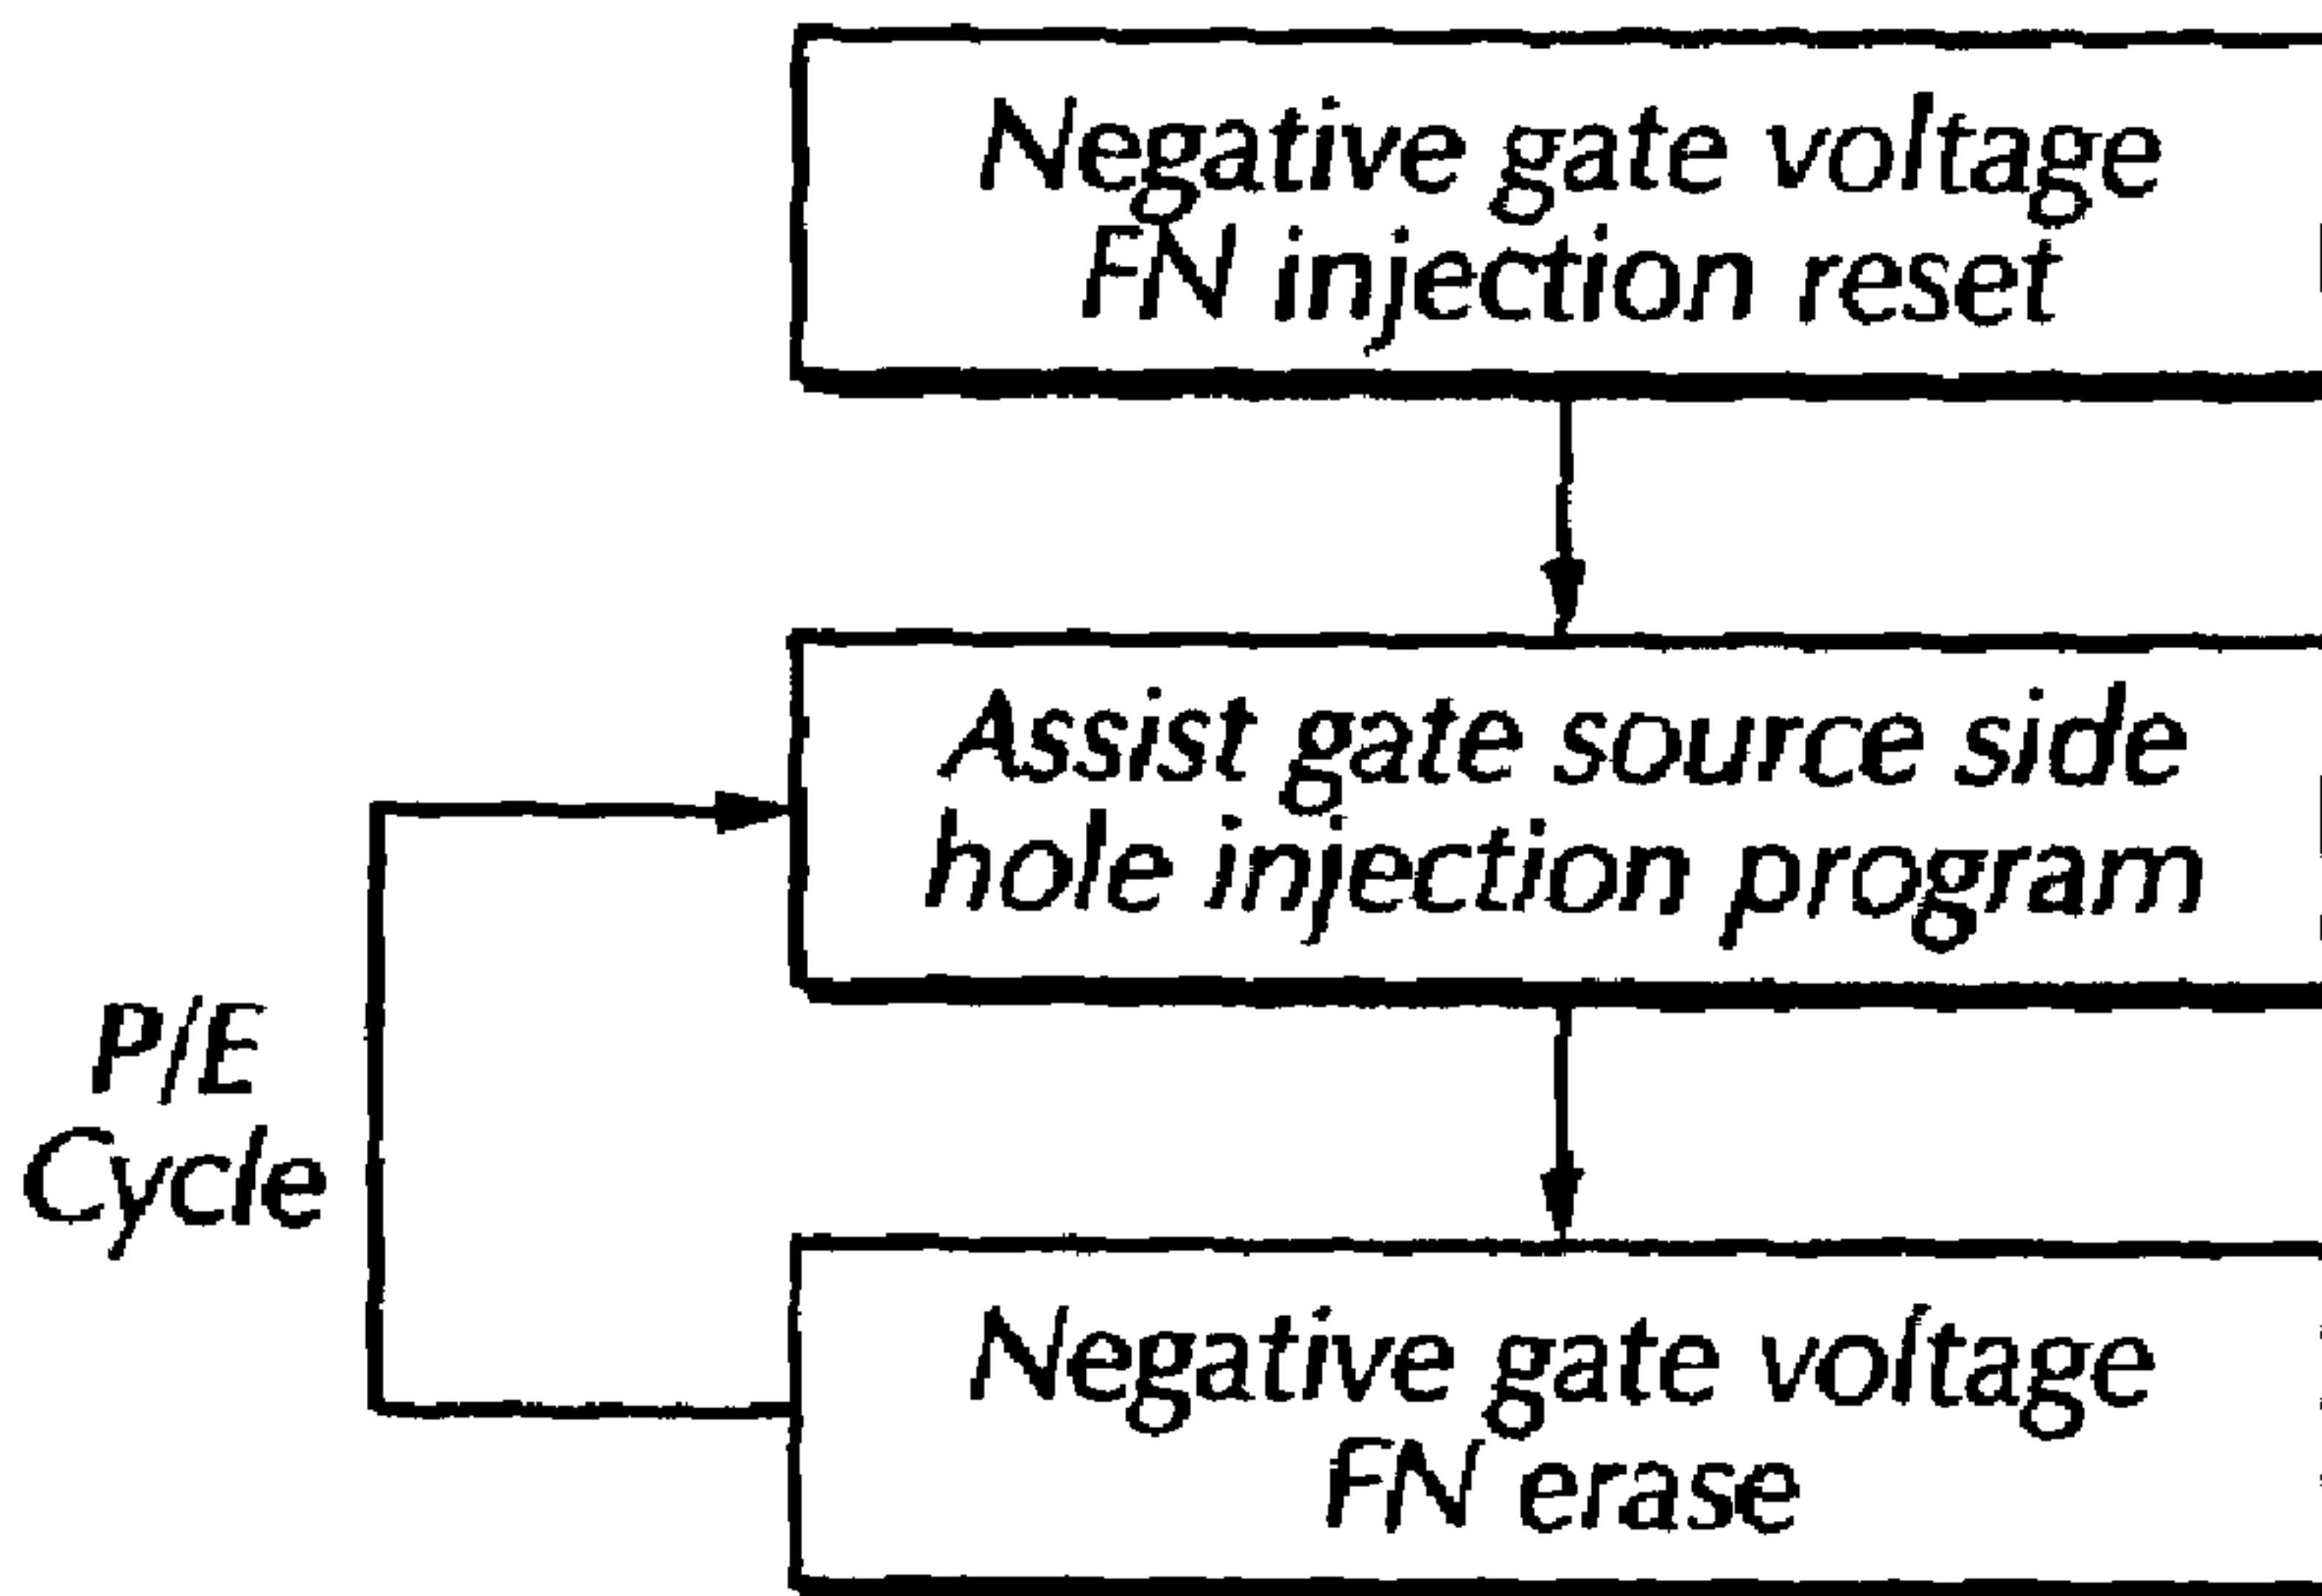 Negative gate voltage
FN injection reset
Assist gate source side
hole injection program
P/E
Cycle
Negative gate voltage
FN erase